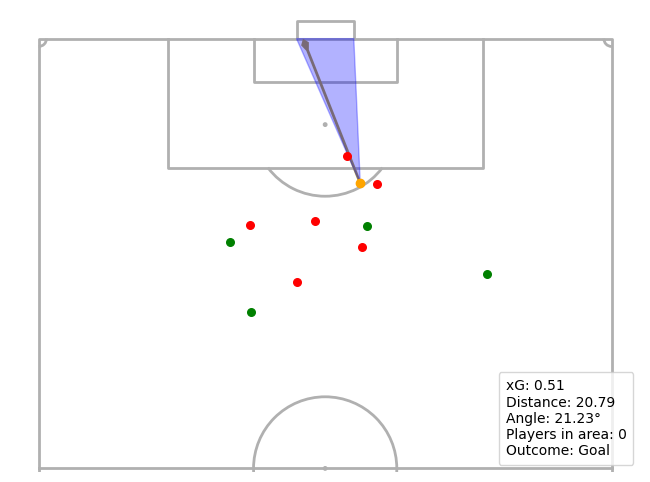 xG: 0.51
Distance: 20.79
Angle: 21.23°
Players in area: 0
Outcome: Goal